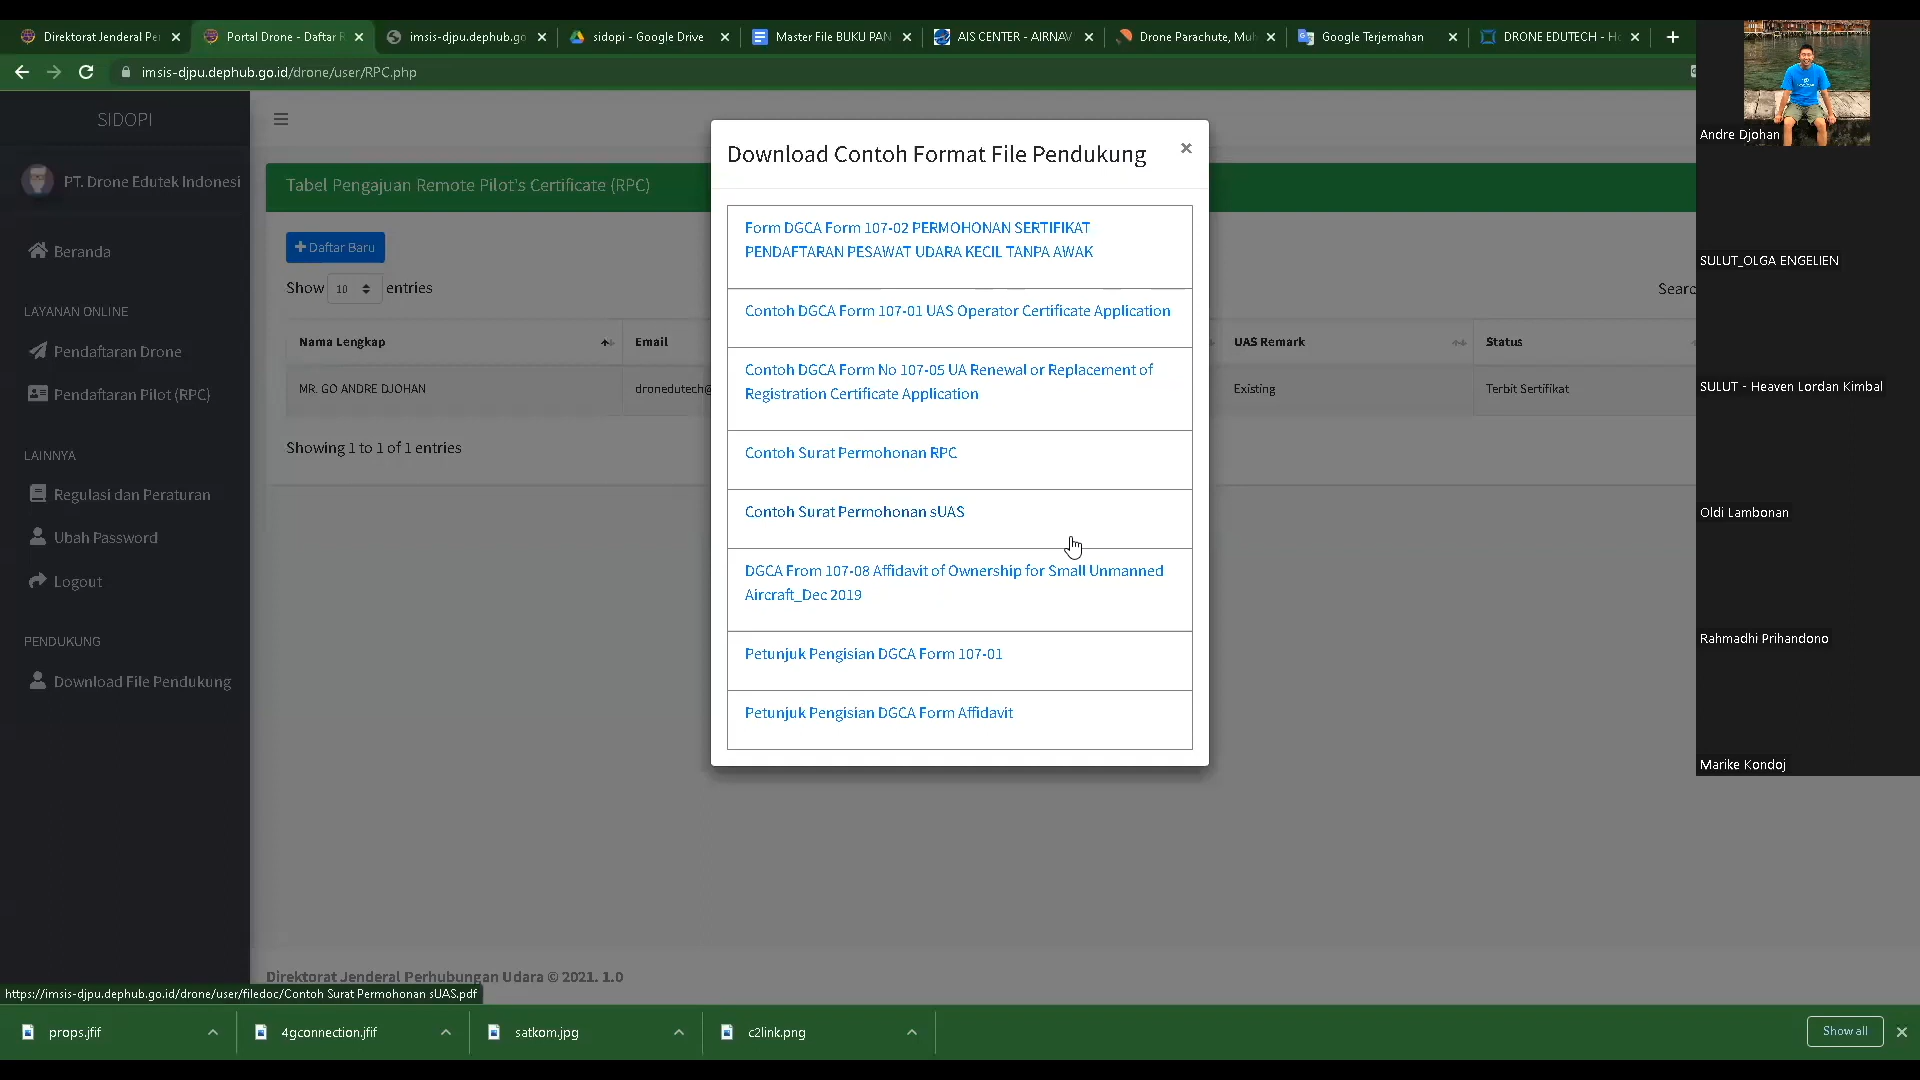 Direktorat Jenderal Pe
Portal Drone - Daftar R
imsis-djpu.dephub.go
sidopi - Google Drive
Master File BUKU PAN
AIS CENTER - AIRNAV
Drone Parachute, Mul
Google Terjemahan
DRONE EDUTECH - Ho
imsis-djpu.dephub.go.id/drone/user/RPC.php
SIDOPI
PT. Drone Edutek Indonesi
Beranda
LAYANAN ONLINE
Pendaftaran Drone
Pendaftaran Pilot (RPC)
LAINNYA
Regulasi dan Peraturan
Ubah Password
Logout
PENDUKUNG
Download File Pendukung
Tabel Pengajuan Remote Pilot's Certificate (RPC)
Daftar Baru
Show 10 entries
Searc
Nama Lengkap
Email
UAS Remark
Status
MR. GO ANDRE DJOHAN
dronedutech@
Existing
Terbit Sertifikat
Showing 1 to 1 of 1 entries
Download Contoh Format File Pendukung
×
Form DGCA Form 107-02 PERMOHONAN SERTIFIKAT
PENDAFTARAN PESAWAT UDARA KECIL TANPA AWAK
Contoh DGCA Form 107-01 UAS Operator Certificate Application
Contoh DGCA Form No 107-05 UA Renewal or Replacement of
Registration Certificate Application
Contoh Surat Permohonan RPC
Contoh Surat Permohonan sUAS
DGCA From 107-08 Affidavit of Ownership for Small Unmanned
Aircraft_Dec 2019
Petunjuk Pengisian DGCA Form 107-01
Petunjuk Pengisian DGCA Form Affidavit
Andre Djohan
SULUT_OLGA ENGELIEN
SULUT - Heaven Lordan Kimbal
Oldi Lambonan
Rahmadhi Prihandono
Marike Kondoj
Direktorat Jenderal Perhubungan Udara © 2021. 1.0
https://imsis-djpu.dephub.go.id/drone/user/filedoc/Contoh Surat Permohonan sUAS.pdf
props.jfif
4gconnection.jfif
satkom.jpg
c2link.png
Show all